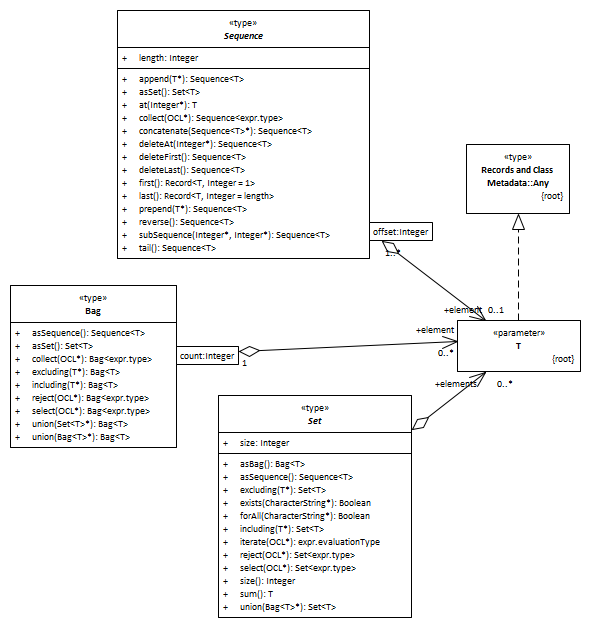 «type»
Sequence
+ length: Integer
+ append(T*): Sequence<T>
+ asSet(): Set<T>
+ at(Integer*): T
+ collect(OCL*): Sequence<expr.type>
+ concatenate(Sequence<T>*): Sequence<T>
+ deleteAt(Integer*): Sequence<T>
+ deleteFirst(): Sequence<T>
+ deleteLast(): Sequence<T>
+ first(): Record<T, Integer = 1>
+ last(): Record<T, Integer = length>
+ prepend(T*): Sequence<T>
+ reverse(): Sequence<T>
+ subSequence(Integer*, Integer*): Sequence<T>
+ tail(): Sequence<T>
«type»
Records and Class
Metadata::Any
{root}
offset:Integer
1..*
+element 0..1
«type»
Bag
+ asSequence(): Sequence<T>
+ asSet(): Set<T>
+ collect(OCL*): Bag<expr.type>
+ excluding(T*): Bag<T>
+ including(T*): Bag<T>
+ reject(OCL*): Bag<expr.type>
+ select(OCL*): Bag<expr.type>
+ union(Set<T>*): Bag<T>
+ union(Bag<T>*): Bag<T>
count:Integer
1
+element
0..*
«parameter»
T
{root}
+elements 0..*
«type»
Set
+ size: Integer
+ asBag(): Bag<T>
+ asSequence(): Sequence<T>
+ excluding(T*): Set<T>
+ exists(CharacterString*): Boolean
+ forAll(CharacterString*): Boolean
+ including(T*): Set<T>
+ iterate(OCL*): expr.evaluationType
+ reject(OCL*): Set<expr.type>
+ select(OCL*): Set<expr.type>
+ size(): Integer
+ sum(): T
+ union(Bag<T>*): Set<T>